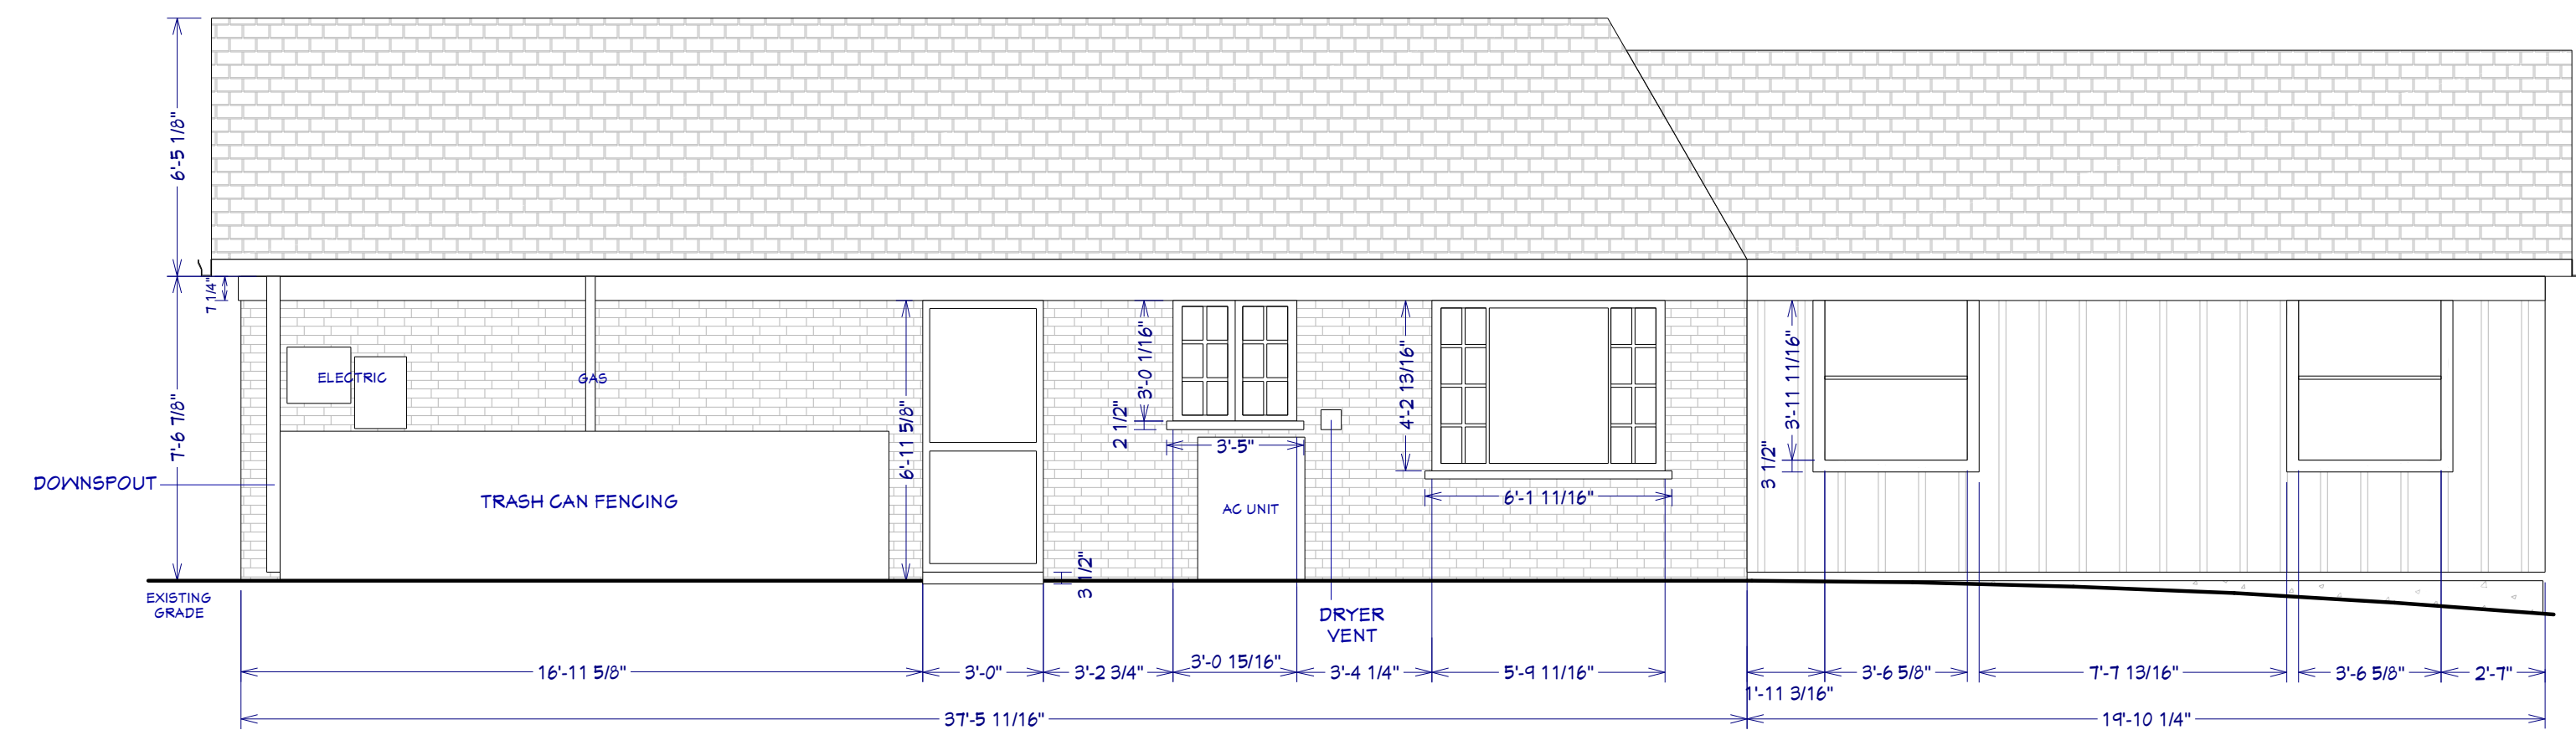 6'-5 1/8"
7 1/4"
7'-6 7/8"
DOWNSPOUT
EXISTING
GRADE
ELECTRIC
GAS
TRASH CAN FENCING
6'-11 5/8"
3 1/2"
3'-0 1/16"
2 1/2"
3'-5"
AC UNIT
DRYER
VENT
4'-2 13/16"
6'-1 11/16"
3'-11 11/16"
3 1/2"
16'-11 5/8"
3'-0"
3'-2 3/4"
3'-0 15/16"
3'-4 1/4"
5'-9 11/16"
1'-11 3/16"
3'-6 5/8"
7'-7 13/16"
3'-6 5/8"
2'-7"
37'-5 11/16"
19'-10 1/4"